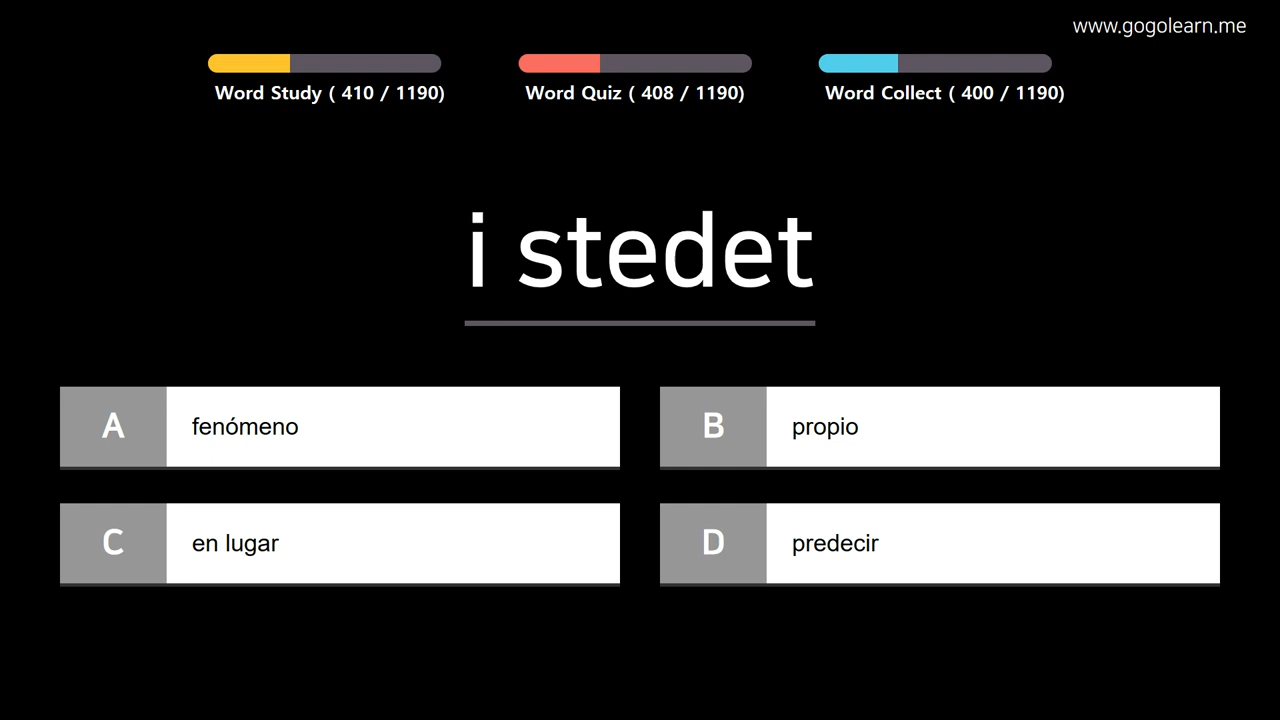 www.gogolearn.me
Word Study ( 410 / 1190)
Word Quiz ( 408 / 1190)
Word Collect ( 400 / 1190)
i stedet
A fenómeno
B propio
C en lugar
D predecir